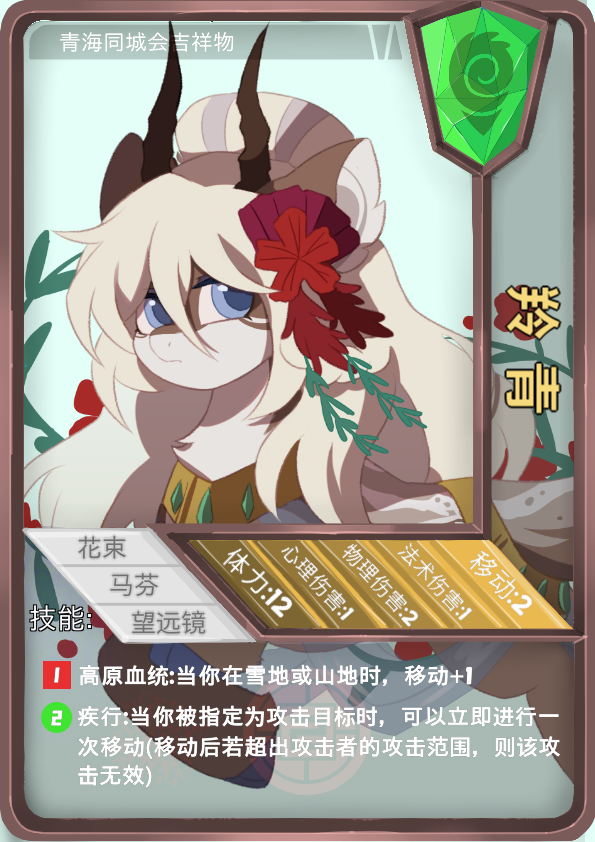 青海同城会吉祥物
羚青
花束
马芬
望远镜
技能:
体力:12
心理伤害:1
物理伤害:2
法术伤害:1
移动:2
1 高原血统:当你在雪地或山地时，移动+1
2 疾行:当你被指定为攻击目标时，可以立即进行一
次移动(移动后若超出攻击者的攻击范围，则该攻
击无效)